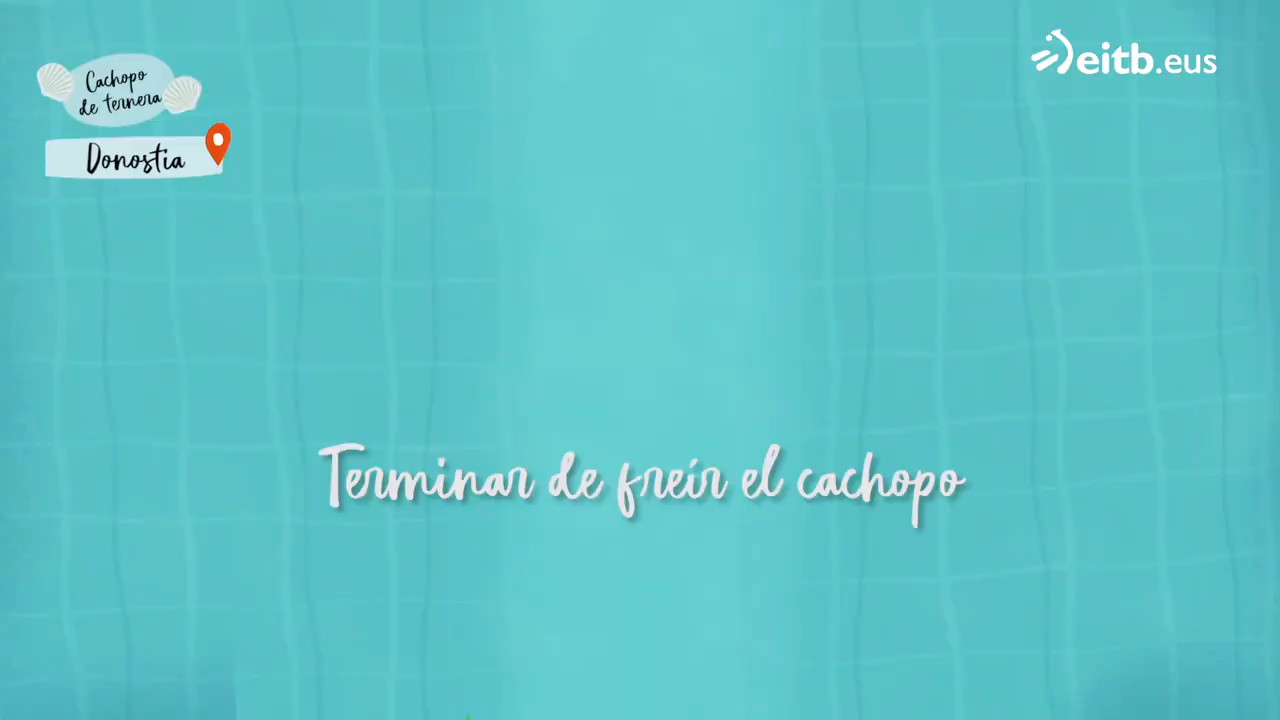 Cachopo
de ternera
Donostia
eitb.eus
Terminar de freír el cachopo